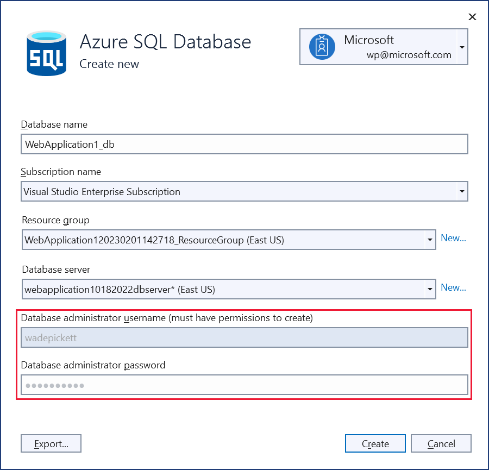 Azure SQL Database
Create new
Microsoft
wp@microsoft.com
SQL
Database name
WebApplication1_db
Subscription name
Visual Studio Enterprise Subscription
Resource group
WebApplication120230201142718_ResourceGroup (East US)
New...
Database server
webapplication10182022dbserver* (East US)
New...
Database administrator username (must have permissions to create)
wadepickett
Database administrator password
●●●●●●●●●●
Export...
Create
Cancel